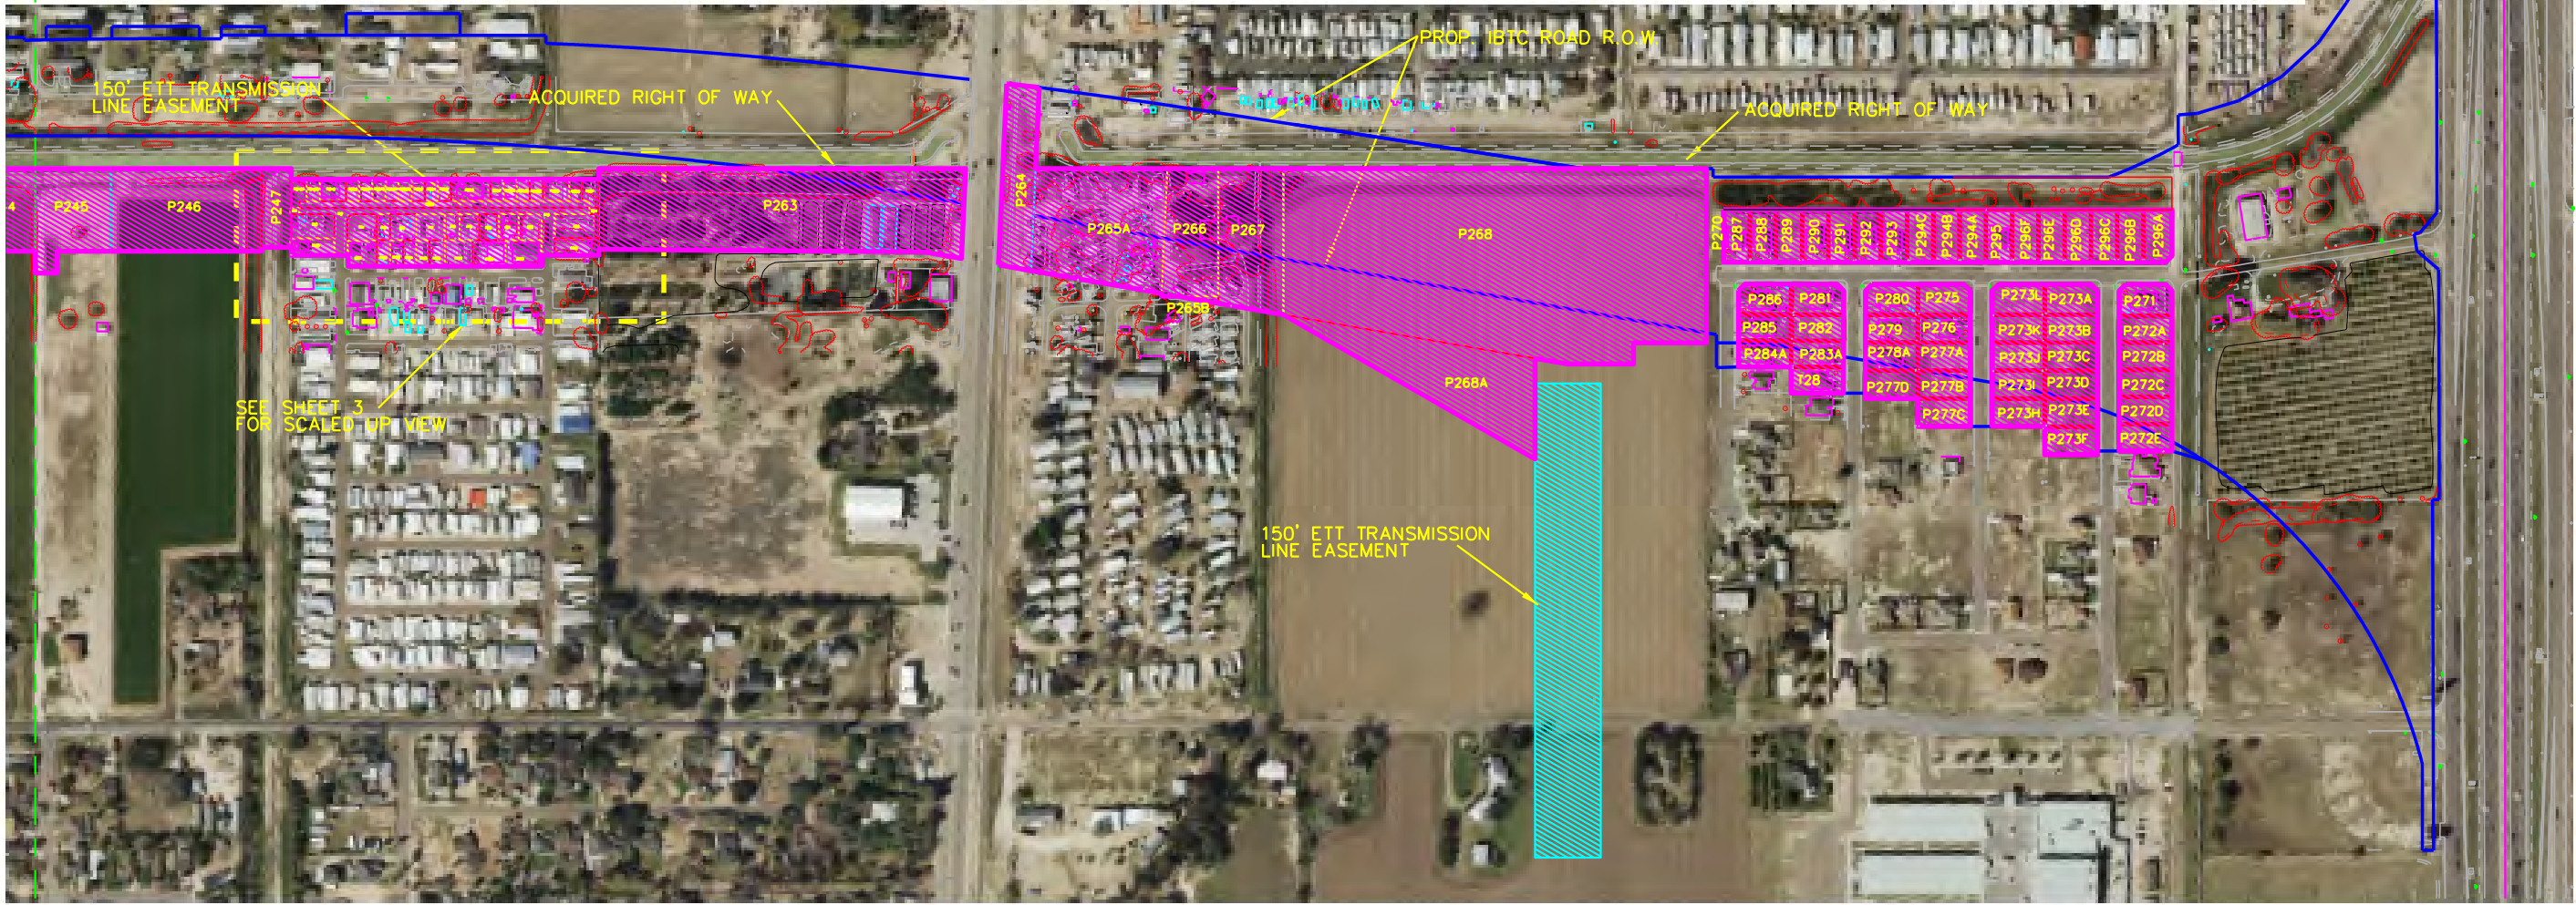 PROP. IBTC ROAD R.O.W.
150' ETT TRANSMISSION
LINE EASEMENT
ACQUIRED RIGHT OF WAY
ACQUIRED RIGHT OF WAY
4
P245
P246
P247
P263
P264
P265A
P266
P267
P268
P270
P287
P288
P289
P290
P291
P292
P293
P294C
P294B
P294A
P295
P296F
P296E
P296D
P296C
P296B
P296A
P265B
P268A
P286
P281
P280
P275
P273L
P273A
P271
P285
P282
P279
P276
P273K
P273B
P272A
P284A
P283A
P278A
P277A
P273J
P273C
P272B
T28
P277D
P277B
P273I
P273D
P272C
P277C
P273H
P273E
P272D
P273F
P272E
SEE SHEET 3
FOR SCALED UP VIEW
150' ETT TRANSMISSION
LINE EASEMENT